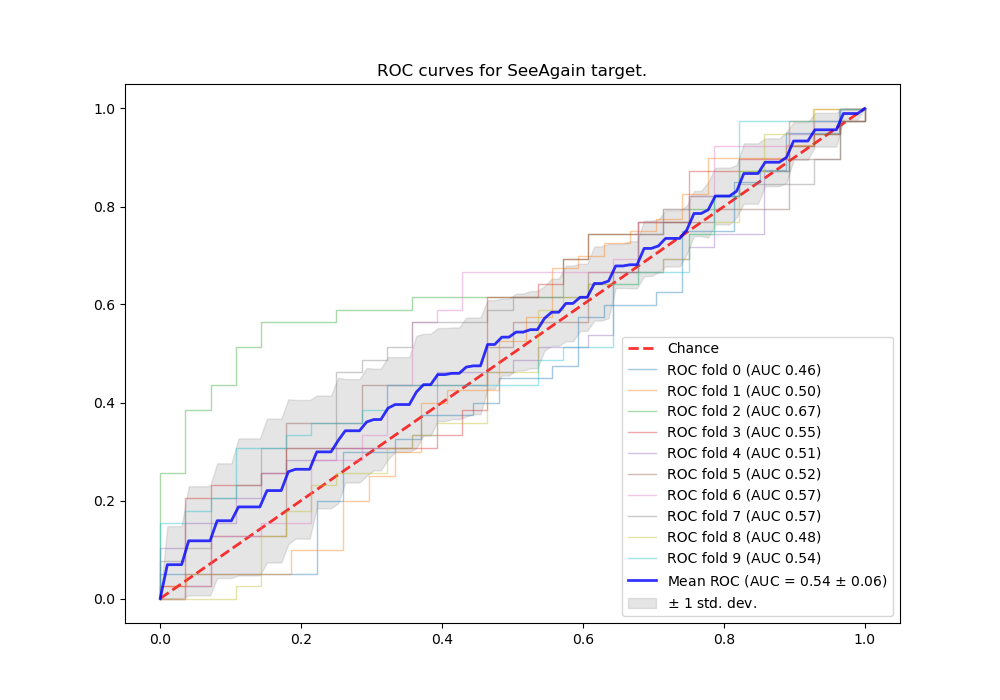 ROC curves for SeeAgain target.
1.0
0.8
0.6
0.4
0.2
0.0
0.0 0.2 0.4 0.6 0.8 1.0
Chance
ROC fold 0 (AUC 0.46)
ROC fold 1 (AUC 0.50)
ROC fold 2 (AUC 0.67)
ROC fold 3 (AUC 0.55)
ROC fold 4 (AUC 0.51)
ROC fold 5 (AUC 0.52)
ROC fold 6 (AUC 0.57)
ROC fold 7 (AUC 0.57)
ROC fold 8 (AUC 0.48)
ROC fold 9 (AUC 0.54)
Mean ROC (AUC = 0.54 ± 0.06)
± 1 std. dev.